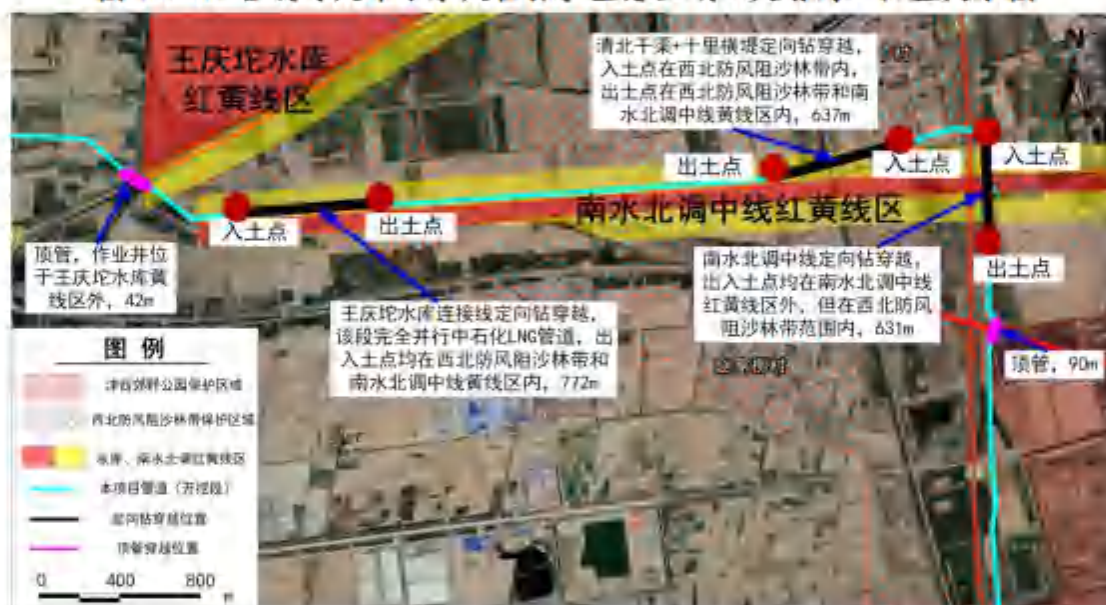 王庆坨水库
红黄线区
清北干渠+十里横堤定向钻穿越，
入土点在西北防风阻沙林带内，
出土点在西北防风阻沙林带和南
水北调中线黄线区内，637m
N
出土点
入土点
入土点
入土点
出土点
南水北调中线红黄线区
顶管，作业井位
于王庆坨水库黄
线区外，42m
南水北调中线定向钻穿越，
出入土点均在南水北调中线
红黄线区外，但在西北防风
阻沙林带范围内，631m
出土点
王庆坨水库连接线定向钻穿越，
该段完全并行中石化LNG管道，出
入土点均在西北防风阻沙林带和
南水北调中线黄线区内，772m
顶管，90m
图 例
津西郊野公园保护区域
西北防风阻沙林带保护区域
水库、南水北调红黄线区
本项目管道（开挖段）
定向钻穿越位置
顶管穿越位置
0 400 800
m